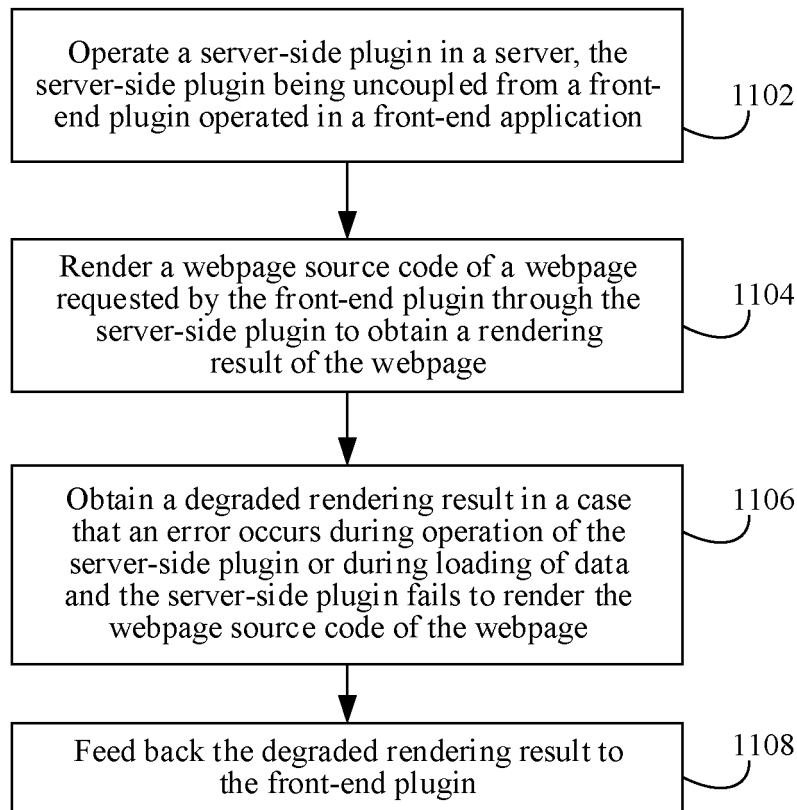 Operate a server-side plugin in a server, the
server-side plugin being uncoupled from a front-
end plugin operated in a front-end application
1102
Render a webpage source code of a webpage
requested by the front-end plugin through the
server-side plugin to obtain a rendering
result of the webpage
1104
Obtain a degraded rendering result in a case
that an error occurs during operation of the
server-side plugin or during loading of data
and the server-side plugin fails to render the
webpage source code of the webpage
1106
Feed back the degraded rendering result to
the front-end plugin
1108